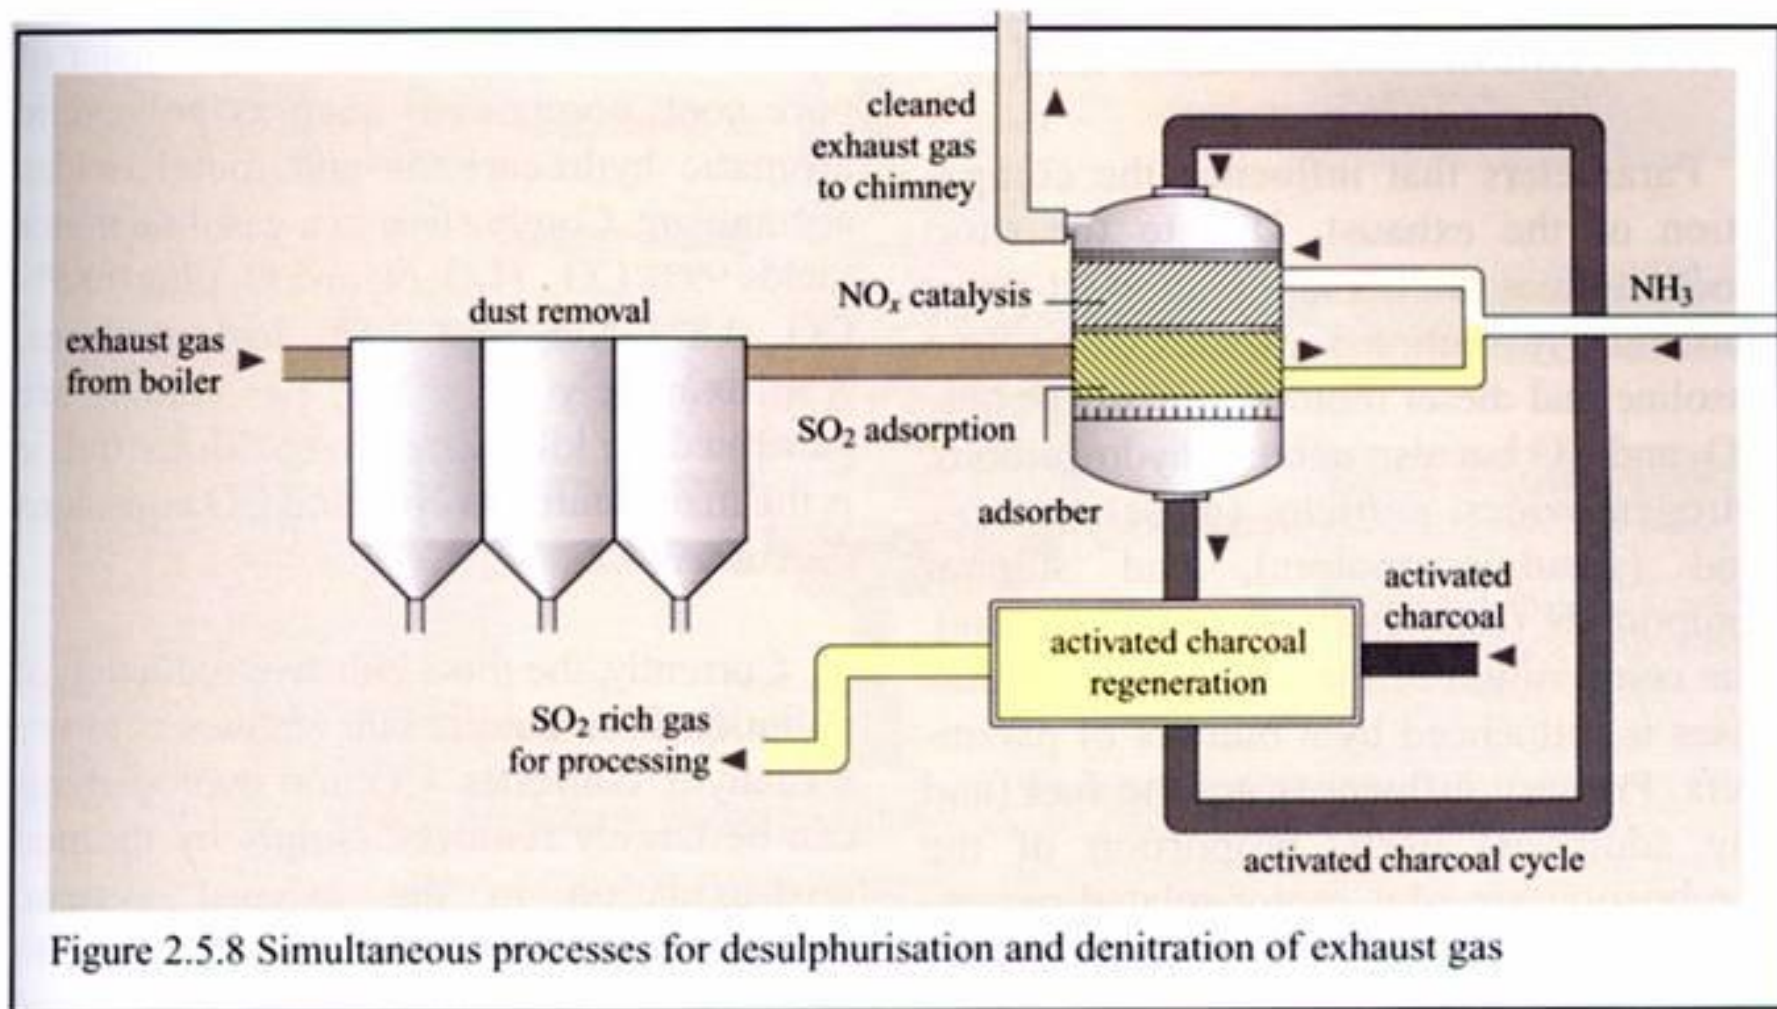 cleaned
exhaust gas
to chimney
NOₓ catalysis
NH₃
dust removal
exhaust gas
from boiler
SO₂ adsorption
adsorber
activated
charcoal
activated charcoal
regeneration
SO₂ rich gas
for processing
activated charcoal cycle
Figure 2.5.8 Simultaneous processes for desulphurisation and denitration of exhaust gas